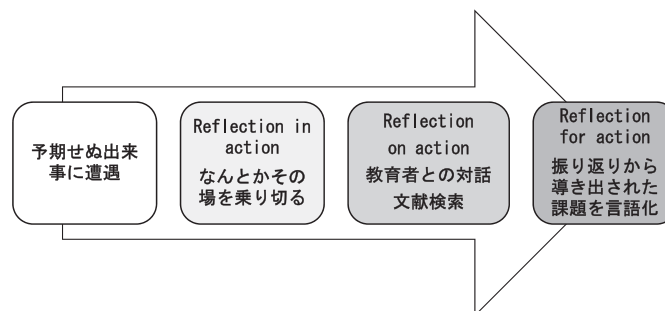 予期せぬ出来
事に遭遇
Reflection in
action
なんとかその
場を乗り切る
Reflection
on action
教育者との対話
文献検索
Reflection
for action
振り返りから
導き出された
課題を言語化